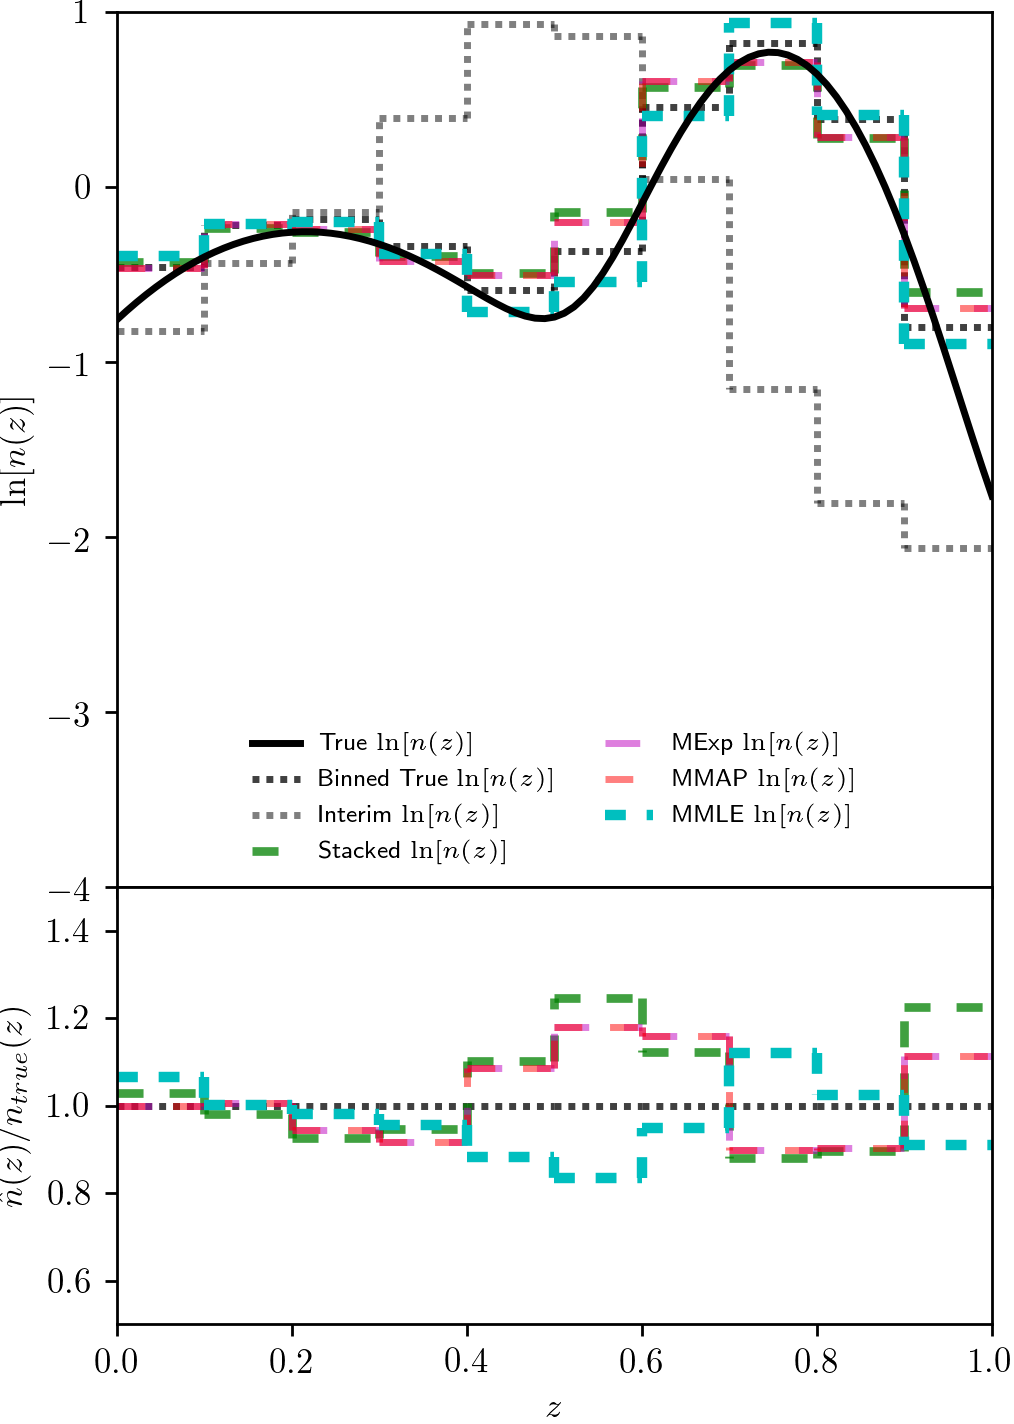 1
0
−1
−2
−3
−4
ln[n(z)]
True ln[n(z)]
Binned True ln[n(z)]
Interim ln[n(z)]
Stacked ln[n(z)]
MExp ln[n(z)]
MMAP ln[n(z)]
MMLE ln[n(z)]
1.4
1.2
1.0
0.8
0.6
n̂(z)/n_true(z)
0.0 0.2 0.4 0.6 0.8 1.0
z